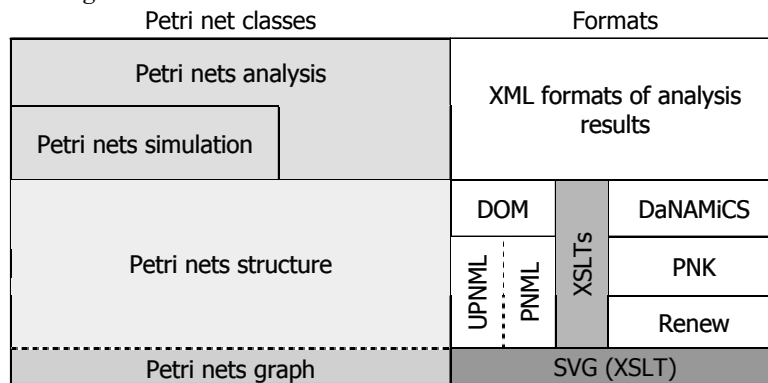 Petri net classes
Formats
Petri nets analysis
XML formats of analysis
results
Petri nets simulation
Petri nets structure
DOM
UPNML
PNML
XSLTs
DaNAMiCS
PNK
Renew
Petri nets graph
SVG (XSLT)